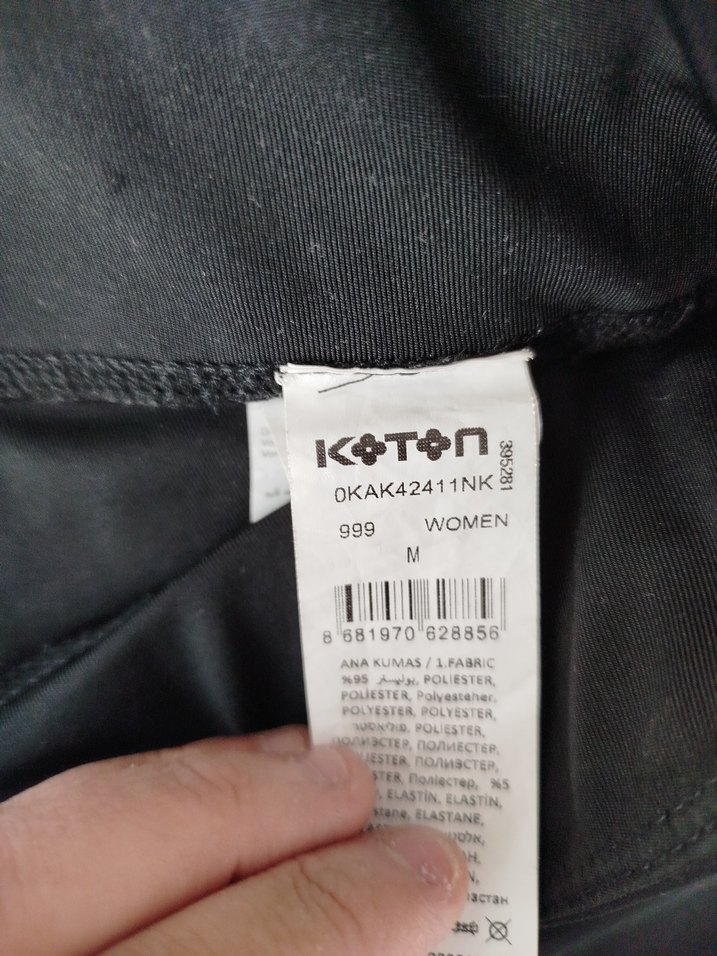 KOTON
395281
0KAK42411NK
999 WOMEN
M
8 681970 628856
ANA KUMAS / 1.FABRIC
%95 بوليستر, POLIESTER,
POLIESTER, Polyesteher,
POLYESTER, POLYESTER,
פוליאסטר, POLIESTER,
ПОЛИЭСТЕР, ПОЛИЕСТЕР,
ПОЛИЭСТЕР,
Поліестер, %5
ELASTİN, ELASTİN,
ELASTANE,